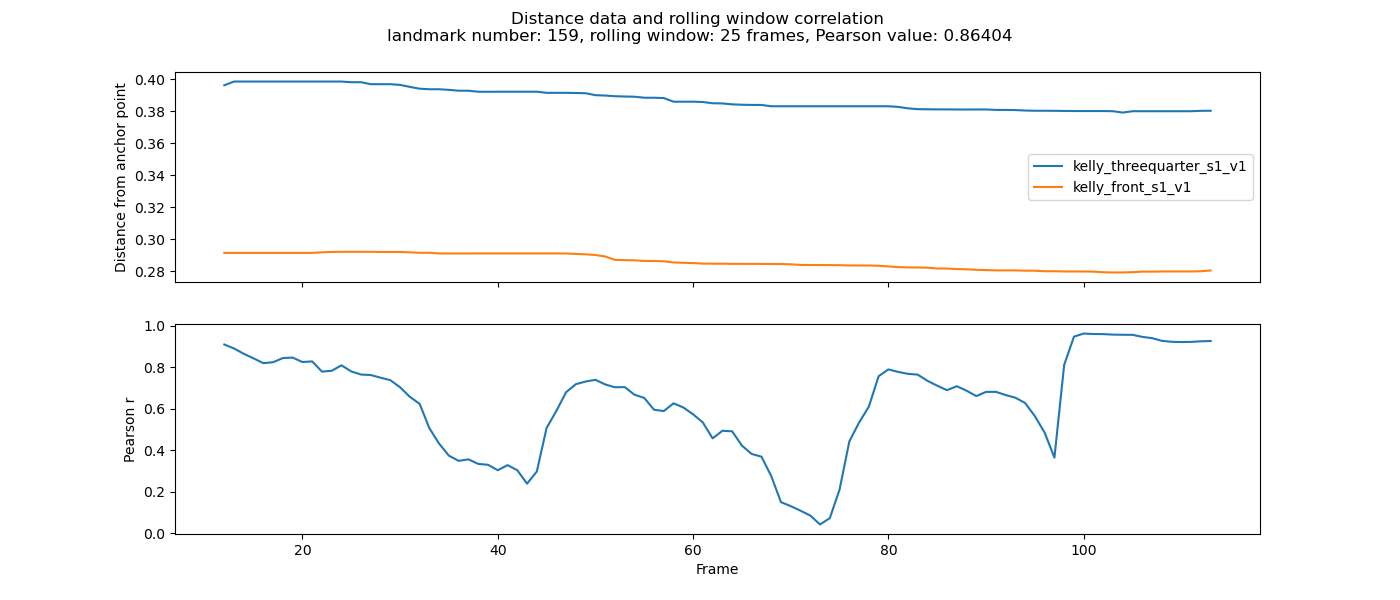 Distance data and rolling window correlation
landmark number: 159, rolling window: 25 frames, Pearson value: 0.86404
Distance from anchor point
0.40
0.38
0.36
0.34
0.32
0.30
0.28
kelly_threequarter_s1_v1
kelly_front_s1_v1
Pearson r
1.0
0.8
0.6
0.4
0.2
0.0
20 40 60 80 100
Frame